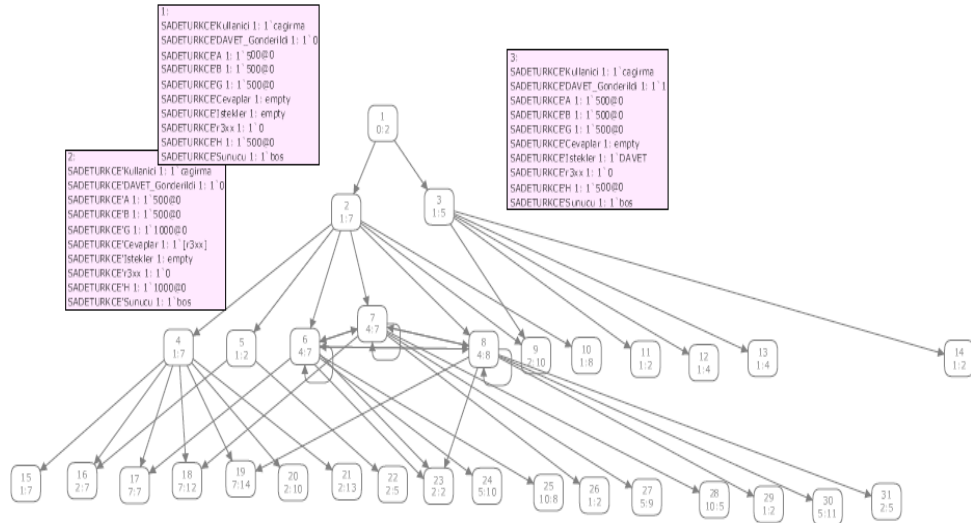 1:
SADETURKCE'Kullanici 1: 1`cagirma
SADETURKCE'DAVET_Gonderildi 1: 1`0
SADETURKCE'A 1: 1`500@0
SADETURKCE'B 1: 1`500@0
SADETURKCE'G 1: 1`500@0
SADETURKCE'Cevaplar 1: empty
SADETURKCE'Istekler 1: empty
SADETURKCE'r3xx 1: 1`0
SADETURKCE'H 1: 1`500@0
SADETURKCE'Sunucu 1: 1`bos
2:
SADETURKCE'Kullanici 1: 1`cagirma
SADETURKCE'DAVET_Gonderildi 1: 1`0
SADETURKCE'A 1: 1`500@0
SADETURKCE'B 1: 1`500@0
SADETURKCE'G 1: 1`1000@0
SADETURKCE'Cevaplar 1: 1`[r3xx]
SADETURKCE'Istekler 1: empty
SADETURKCE'r3xx 1: 1`0
SADETURKCE'H 1: 1`1000@0
SADETURKCE'Sunucu 1: 1`bos
3:
SADETURKCE'Kullanici 1: 1`cagirma
SADETURKCE'DAVET_Gonderildi 1: 1`1
SADETURKCE'A 1: 1`500@0
SADETURKCE'B 1: 1`500@0
SADETURKCE'G 1: 1`500@0
SADETURKCE'Cevaplar 1: empty
SADETURKCE'Istekler 1: 1`DAVET
SADETURKCE'r3xx 1: 1`0
SADETURKCE'H 1: 1`500@0
SADETURKCE'Sunucu 1: 1`bos
1
0:2
2
1:7
3
1:5
4
1:7
5
1:2
6
4:7
7
4:7
8
4:8
9
2:10
10
1:8
11
1:2
12
1:4
13
1:4
14
1:2
15
1:7
16
2:7
17
7:7
18
7:12
19
7:14
20
2:10
21
2:13
22
2:5
23
2:2
24
5:10
25
10:8
26
1:2
27
5:9
28
10:5
29
1:2
30
5:11
31
2:5